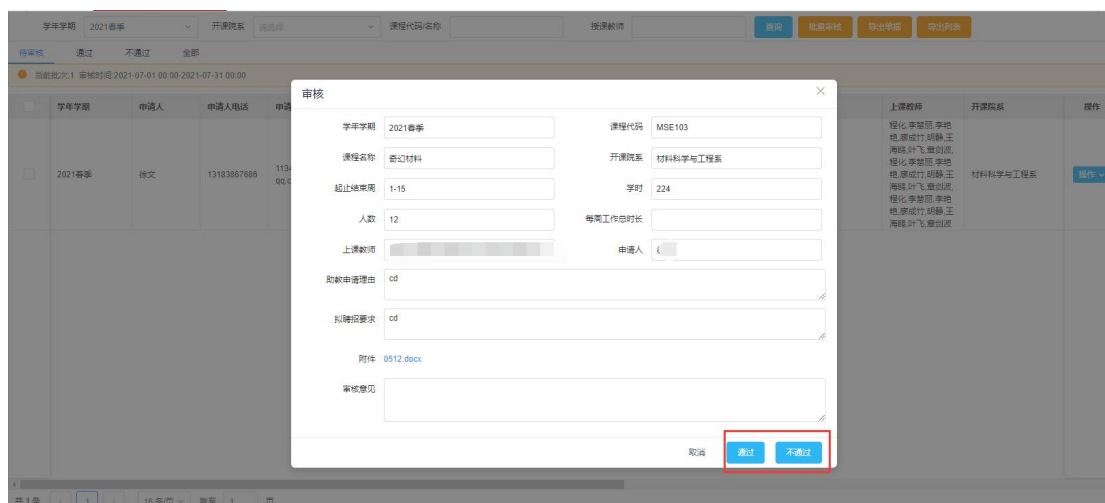 学年学期 2021春季 开课院系 请选择 课程代码/名称 授课教师 查询 批量审核 导出单据 导出列表
待审核 通过 不通过 全部
当前批次:1 审核时间:2021-07-01 00:00-2021-07-31 00:00
学年学期 申请人 申请人电话 申请 上课教师 开课院系 操作
2021春季 徐文 13183867686 1134 材料科学与工程系 操作
qq.c
审核
学年学期 2021春季 课程代码 MSE103
课程名称 奇幻材料 开课院系 材料科学与工程系
起止结束周 1-15 学时 224
人数 12 每周工作总时长
上课教师 申请人
助教申请理由 cd
拟聘招要求 cd
附件 0512.docx
审核意见
取消 通过 不通过
共1条 1 页